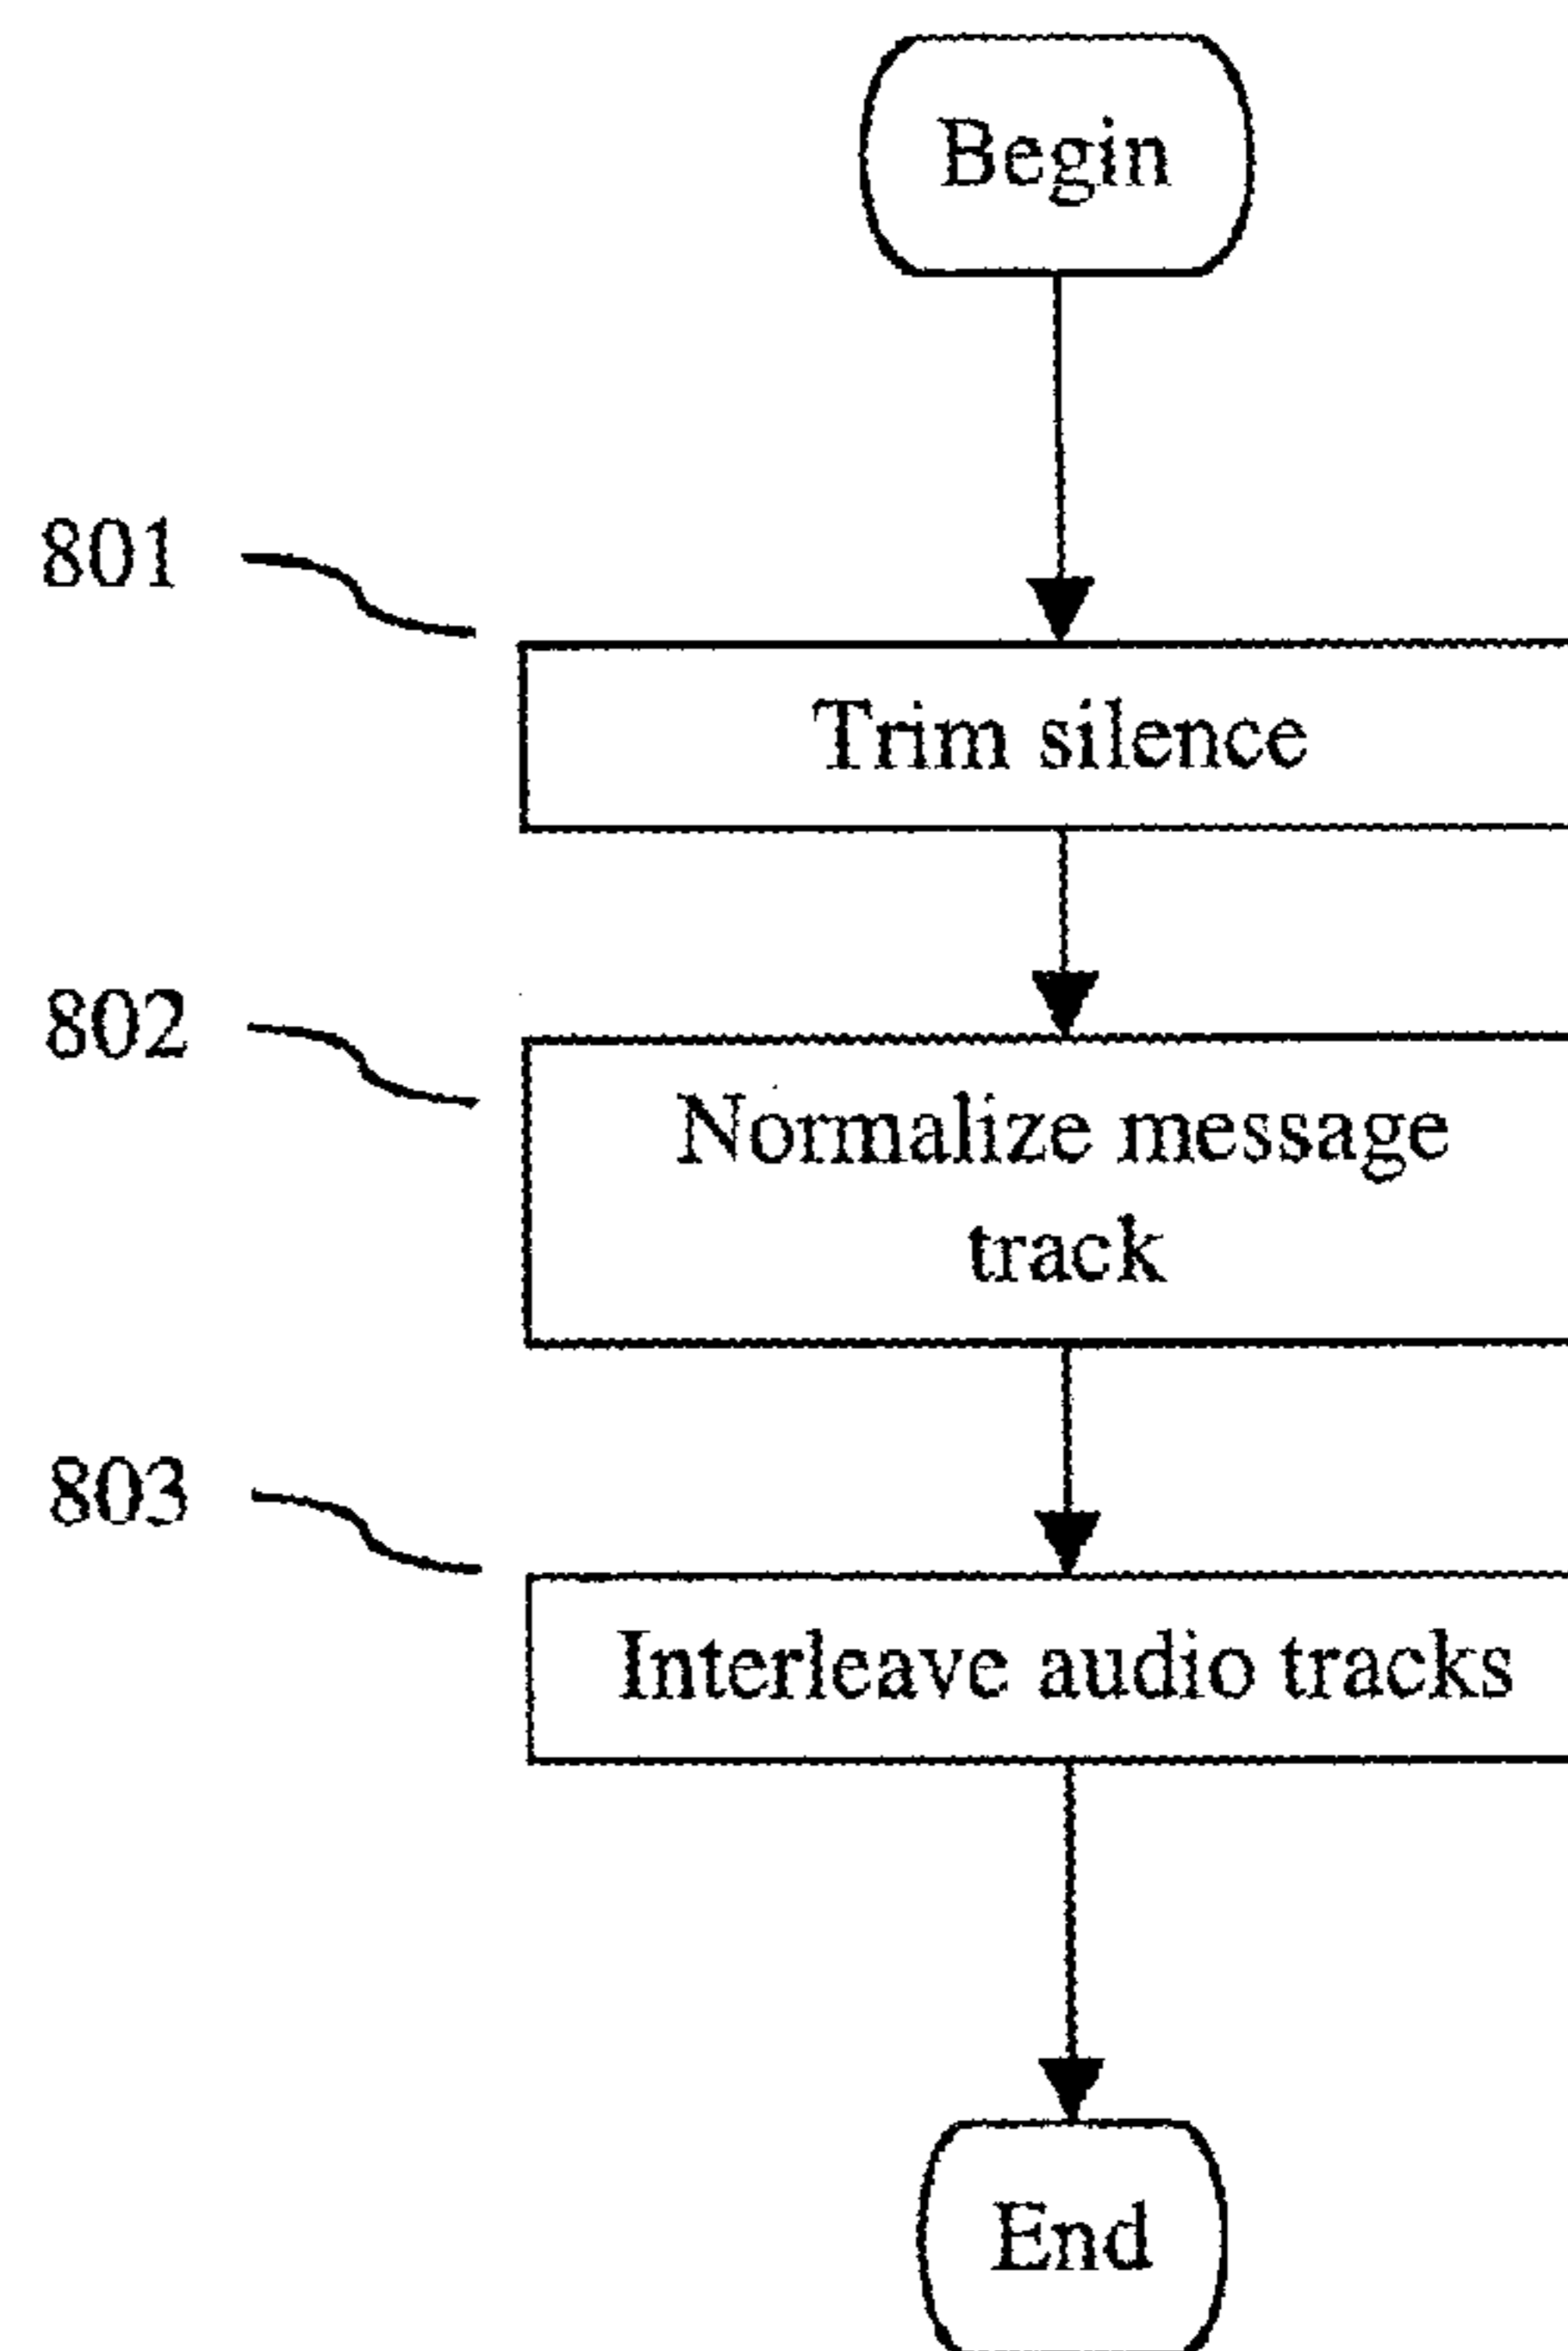 Begin
801
Trim silence
802
Normalize message
track
803
Interleave audio tracks
End